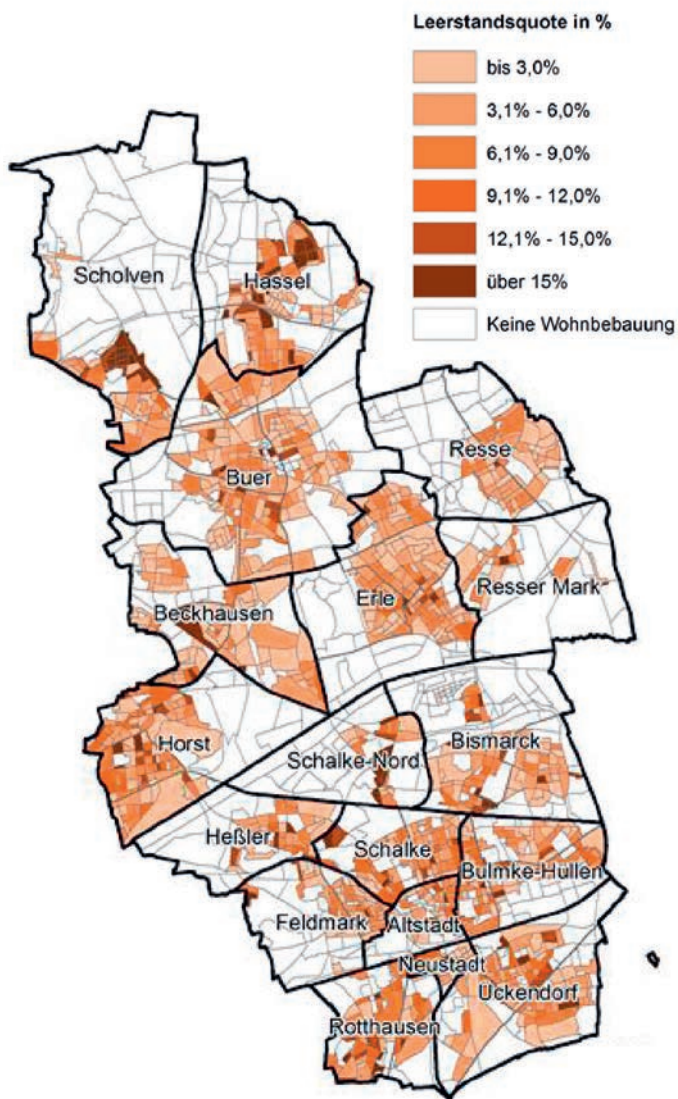 Leerstandsquote in %
bis 3,0%
3,1% - 6,0%
6,1% - 9,0%
9,1% - 12,0%
12,1% - 15,0%
über 15%
Keine Wohnbebauung
Scholven
Hassel
Buer
Resse
Resser Mark
Erle
Beckhausen
Horst
Schalke-Nord
Bismarck
Heßler
Schalke
Bulmke-Hüllen
Feldmark
Altstadt
Neustadt
Ückendorf
Rotthausen